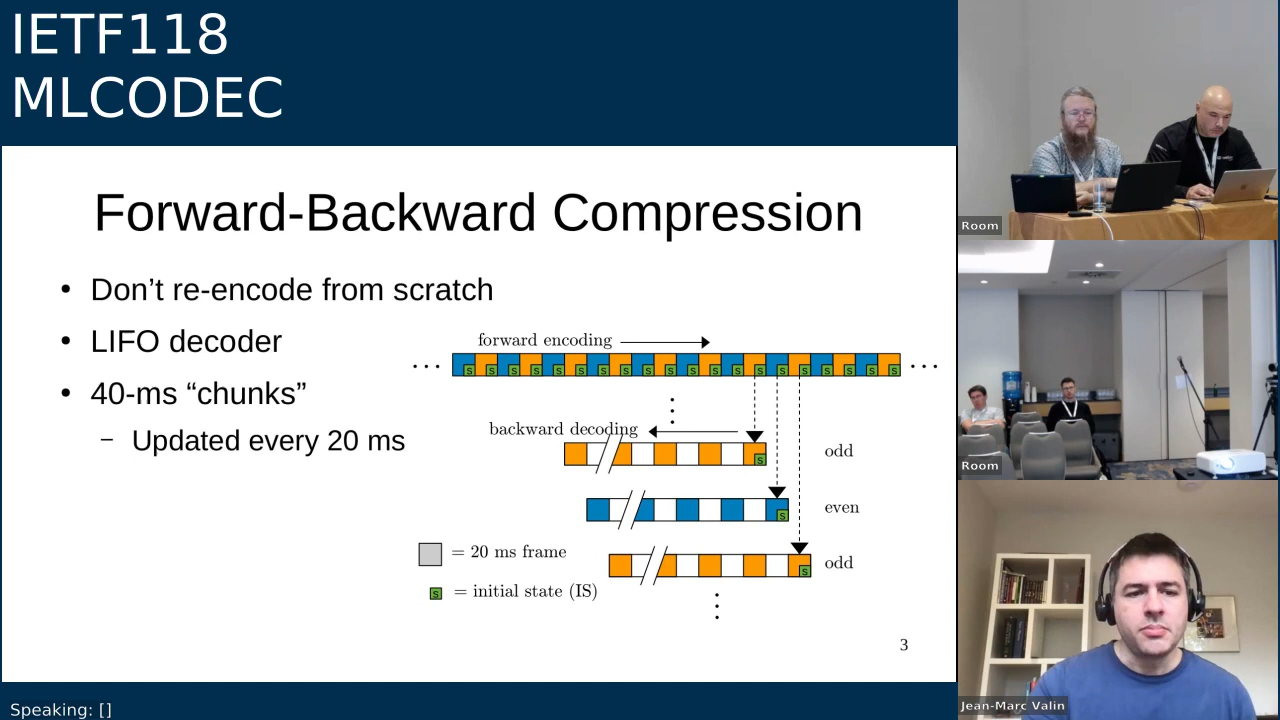 IETF118
MLCODEC
Forward-Backward Compression
• Don’t re-encode from scratch
• LIFO decoder
• 40-ms “chunks”
– Updated every 20 ms
forward encoding
s s s s s s s s s s s s s s s s s s s s
backward decoding
s
odd
s
even
s
odd
= 20 ms frame
s = initial state (IS)
3
Speaking: []
Room
Room
Jean-Marc Valin